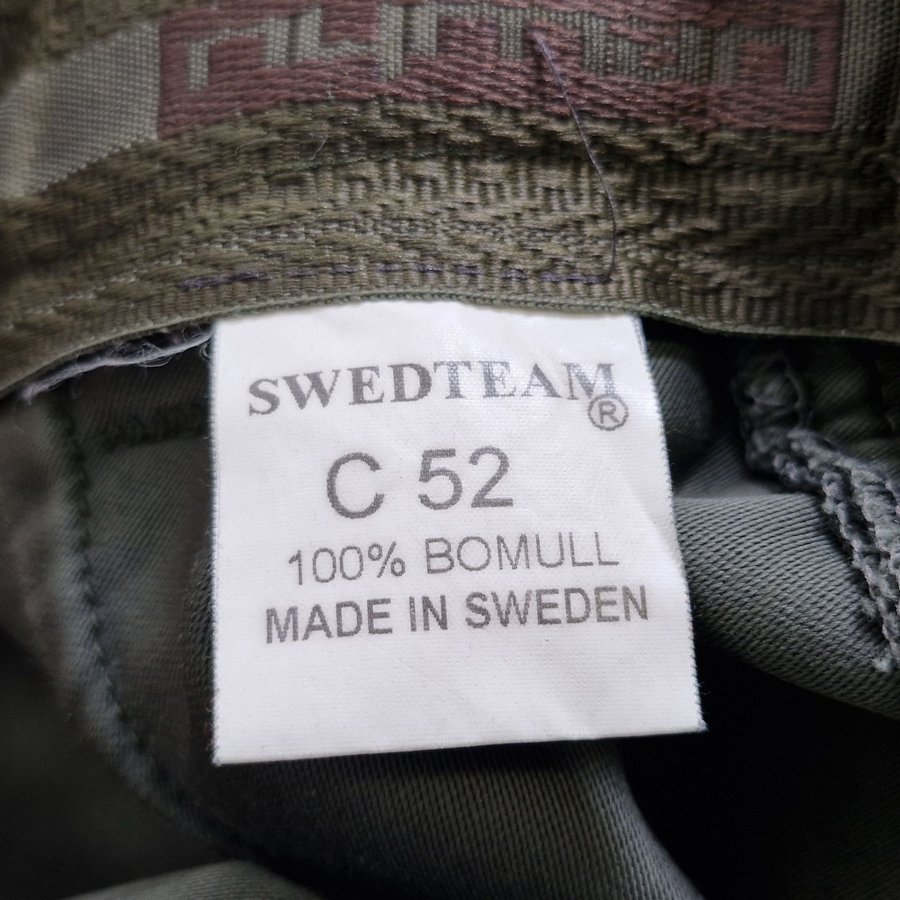 SWEDTEAM
®
C 52
100% BOMULL
MADE IN SWEDEN